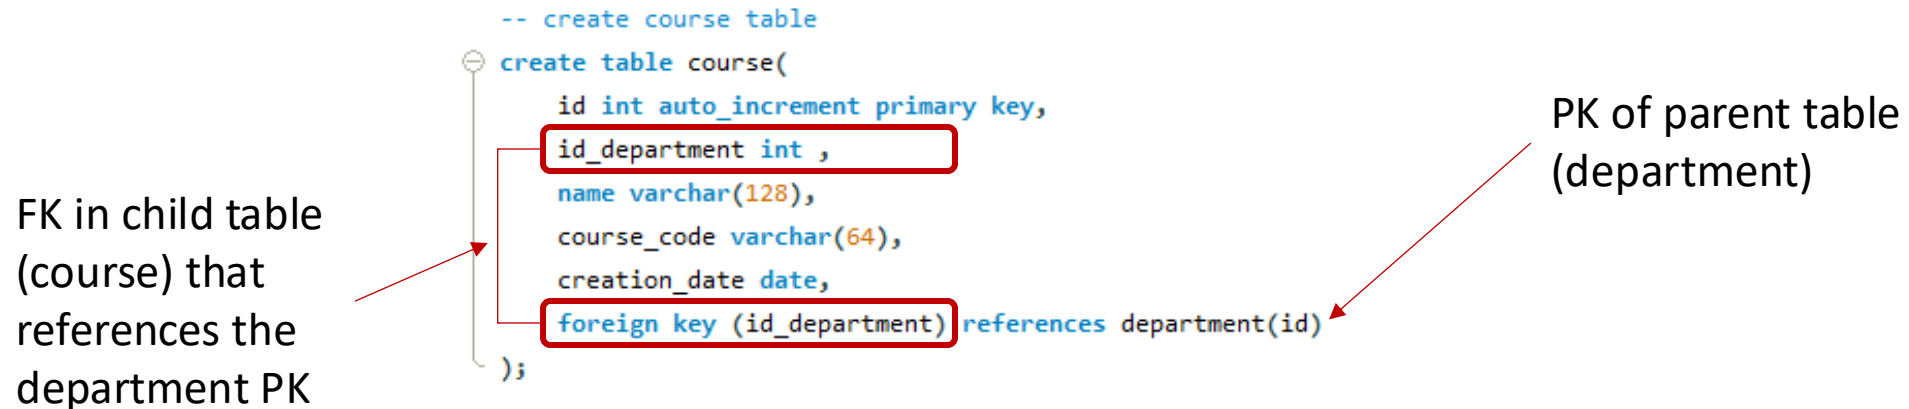 -- create course table
create table course(
id int auto_increment primary key,
id_department int ,
name varchar(128),
course_code varchar(64),
creation_date date,
foreign key (id_department) references department(id)
);
FK in child table
(course) that
references the
department PK
PK of parent table
(department)